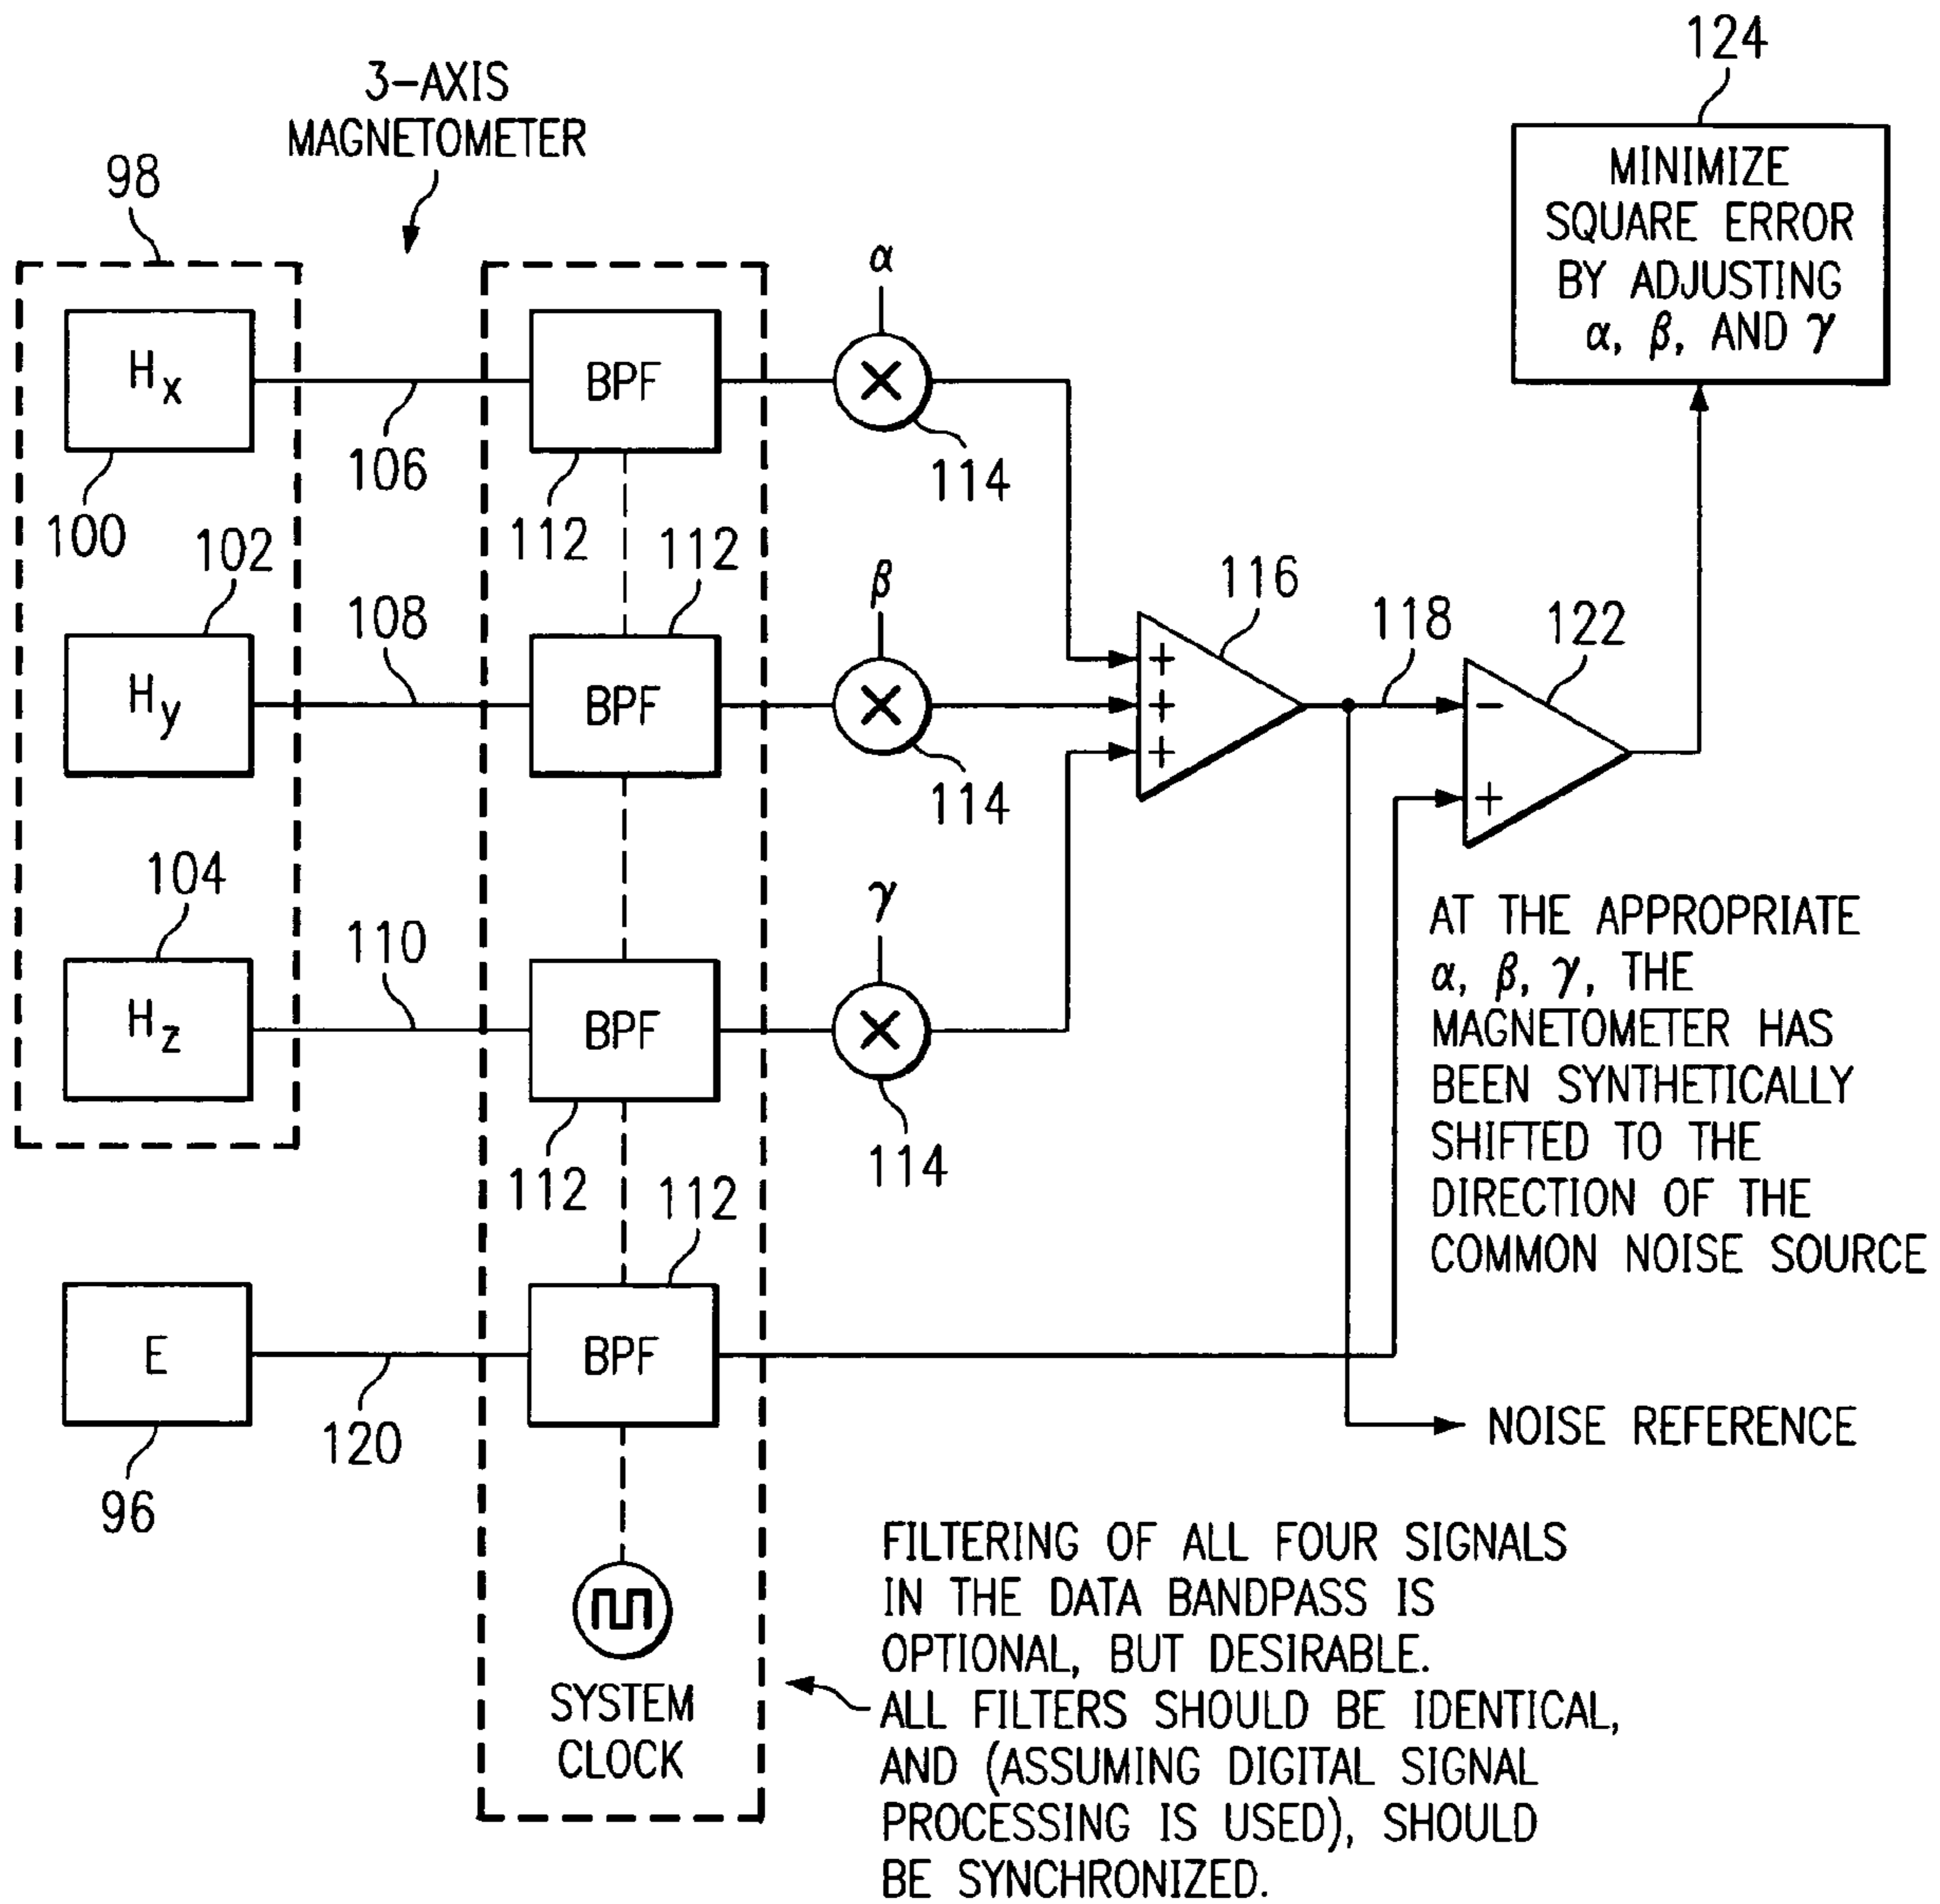 124
3-AXIS
MAGNETOMETER
98
MINIMIZE
SQUARE ERROR
BY ADJUSTING
α, β, AND γ
α
Hx
BPF
×
106
114
100
112
102
112
β
116
108
118
122
Hy
BPF
×
+
+
+
-
+
114
104
110
γ
AT THE APPROPRIATE
α, β, γ, THE
MAGNETOMETER HAS
BEEN SYNTHETICALLY
SHIFTED TO THE
DIRECTION OF THE
COMMON NOISE SOURCE
Hz
BPF
×
114
112
112
E
BPF
120
96
NOISE REFERENCE
SYSTEM
CLOCK
FILTERING OF ALL FOUR SIGNALS
IN THE DATA BANDPASS IS
OPTIONAL, BUT DESIRABLE.
ALL FILTERS SHOULD BE IDENTICAL,
AND (ASSUMING DIGITAL SIGNAL
PROCESSING IS USED), SHOULD
BE SYNCHRONIZED.